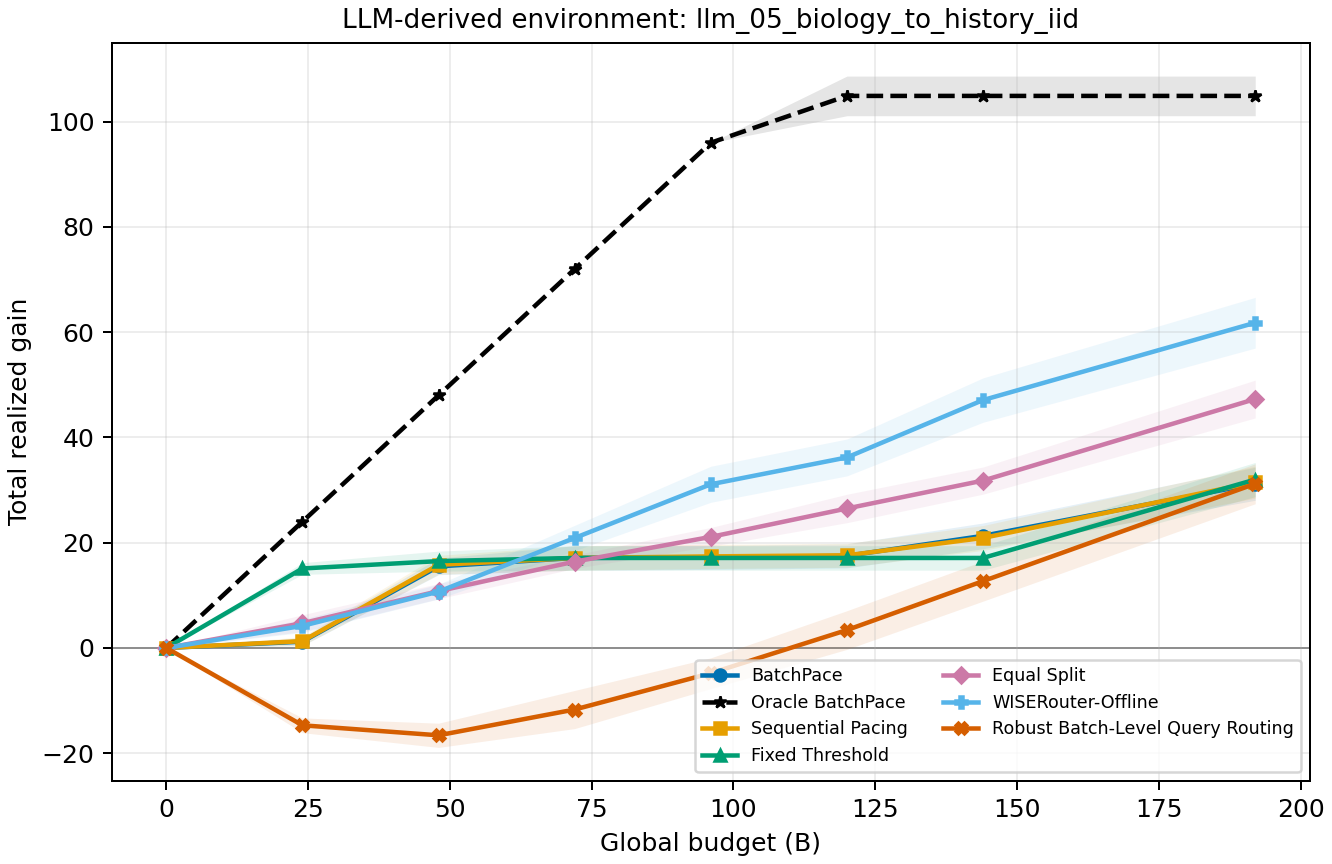 LLM-derived environment: llm_05_biology_to_history_iid
Total realized gain
100
80
60
40
20
0
−20
0 25 50 75 100 125 150 175 200
Global budget (B)
BatchPace
Oracle BatchPace
Sequential Pacing
Fixed Threshold
Equal Split
WISERouter-Offline
Robust Batch-Level Query Routing